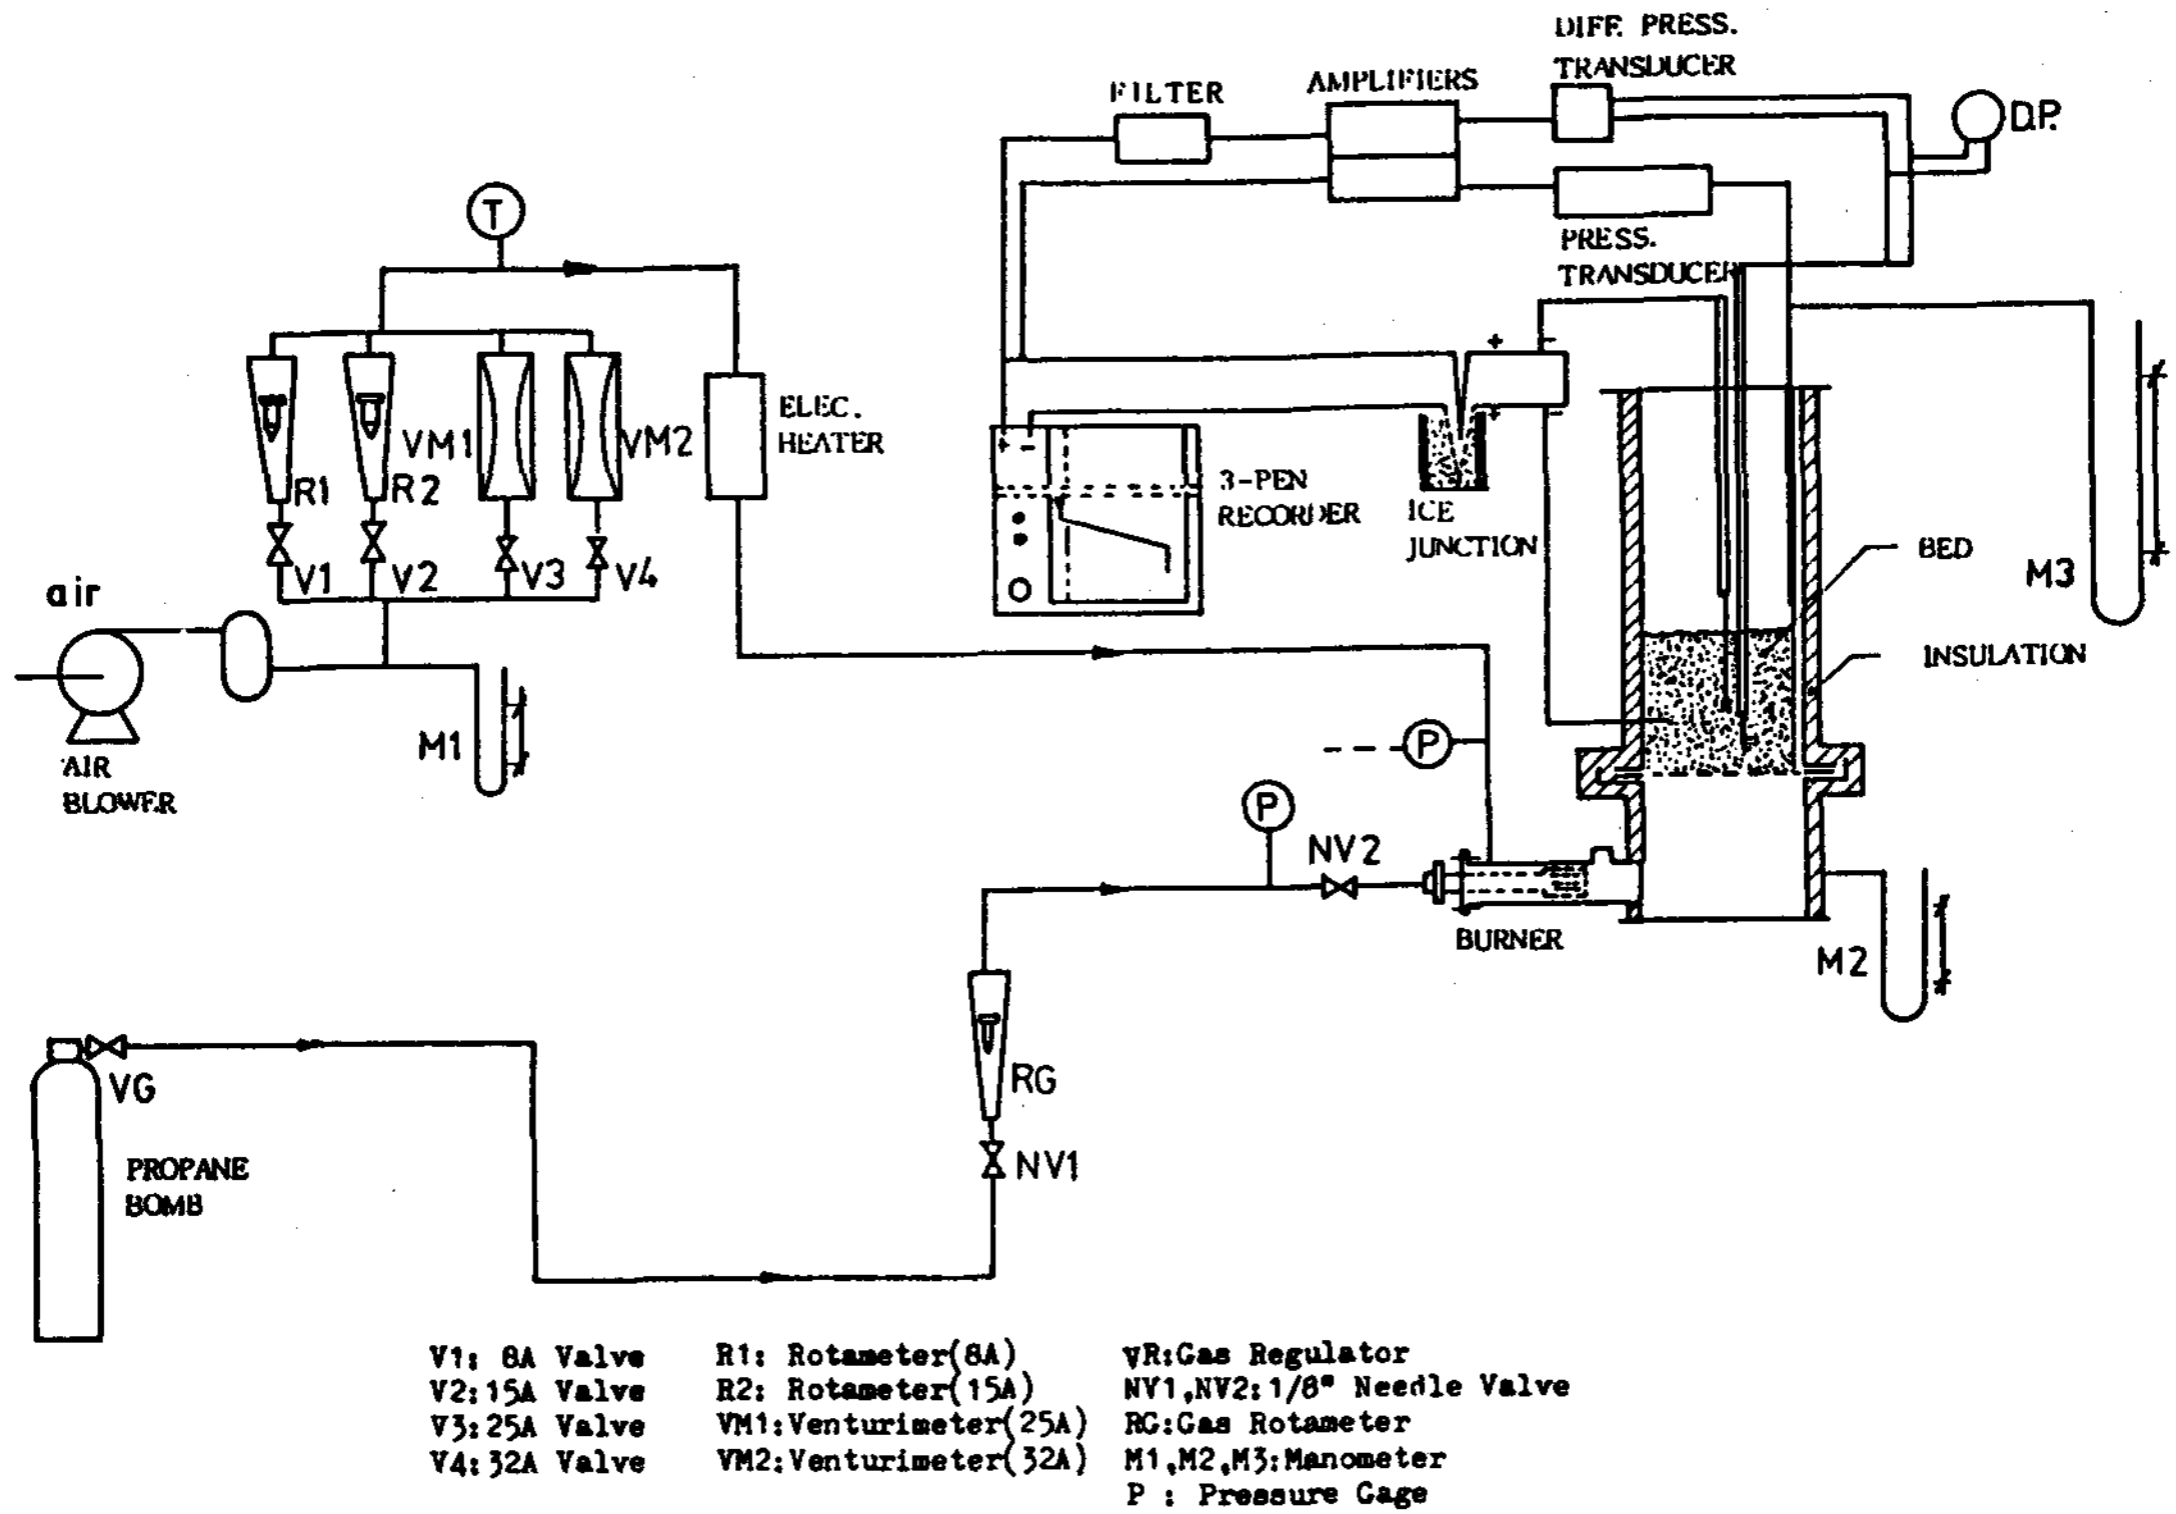 DIFF. PRESS.
TRANSDUCER
AMPLIFIERS
FILTER
D.P.
T
PRESS.
TRANSDUCER
+ -
ELEC.
HEATER
VM1
VM2
R1
R2
+ -
+ -
3-PEN
RECORDER
ICE
JUNCTION
BED
M3
V1
V2
V3
V4
air
INSULATION
M1
P
AIR
BLOWER
P
NV2
BURNER
M2
VG
RG
PROPANE
BOMB
NV1
V1: 8A Valve
V2:15A Valve
V3:25A Valve
V4:32A Valve
R1: Rotameter(8A)
R2: Rotameter(15A)
VM1:Venturimeter(25A)
VM2:Venturimeter(32A)
VR:Gas Regulator
NV1,NV2:1/8" Needle Valve
RG:Gas Rotameter
M1,M2,M3:Manometer
P : Pressure Gage